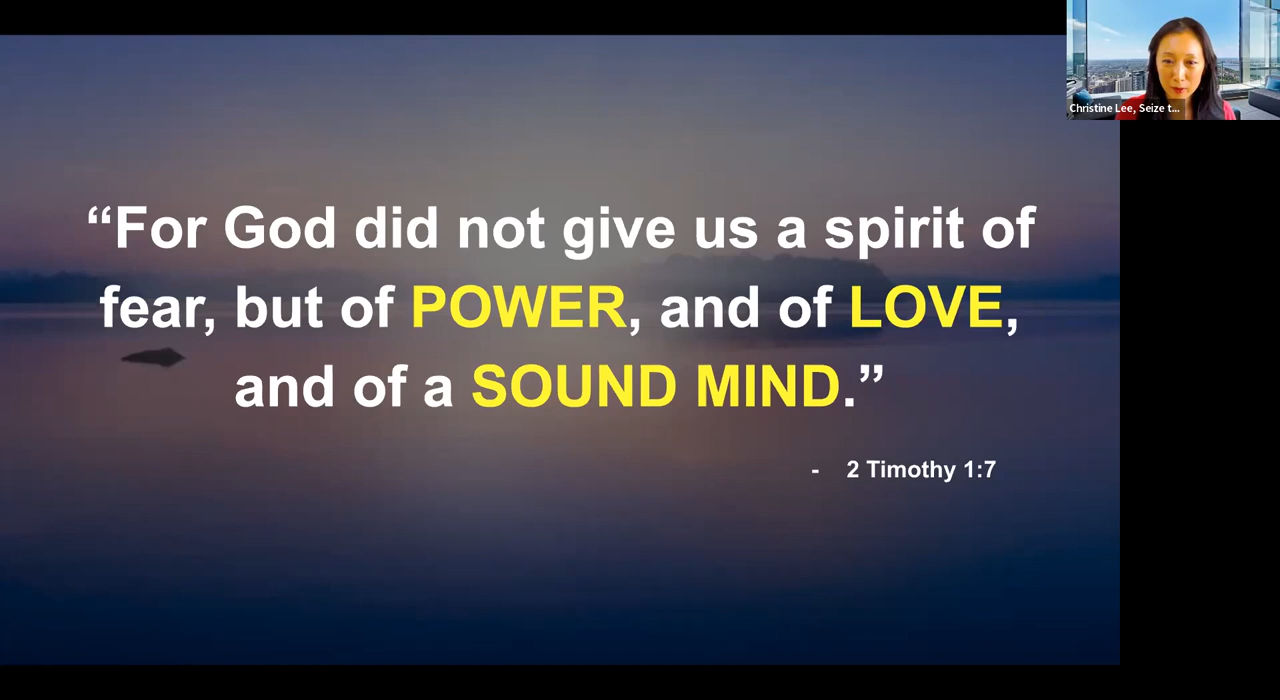 Christine Lee, Seize t...
“For God did not give us a spirit of
fear, but of POWER, and of LOVE,
and of a SOUND MIND.”
- 2 Timothy 1:7